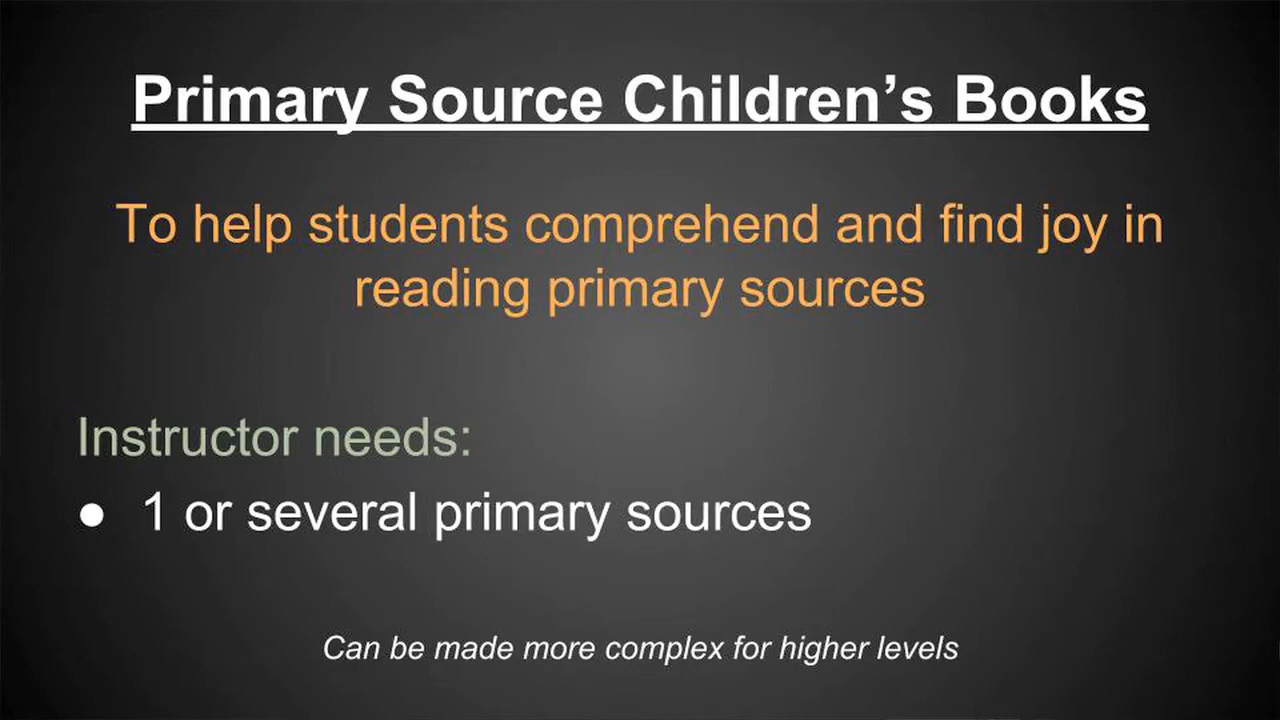 Primary Source Children’s Books
To help students comprehend and find joy in
reading primary sources
Instructor needs:
● 1 or several primary sources
Can be made more complex for higher levels